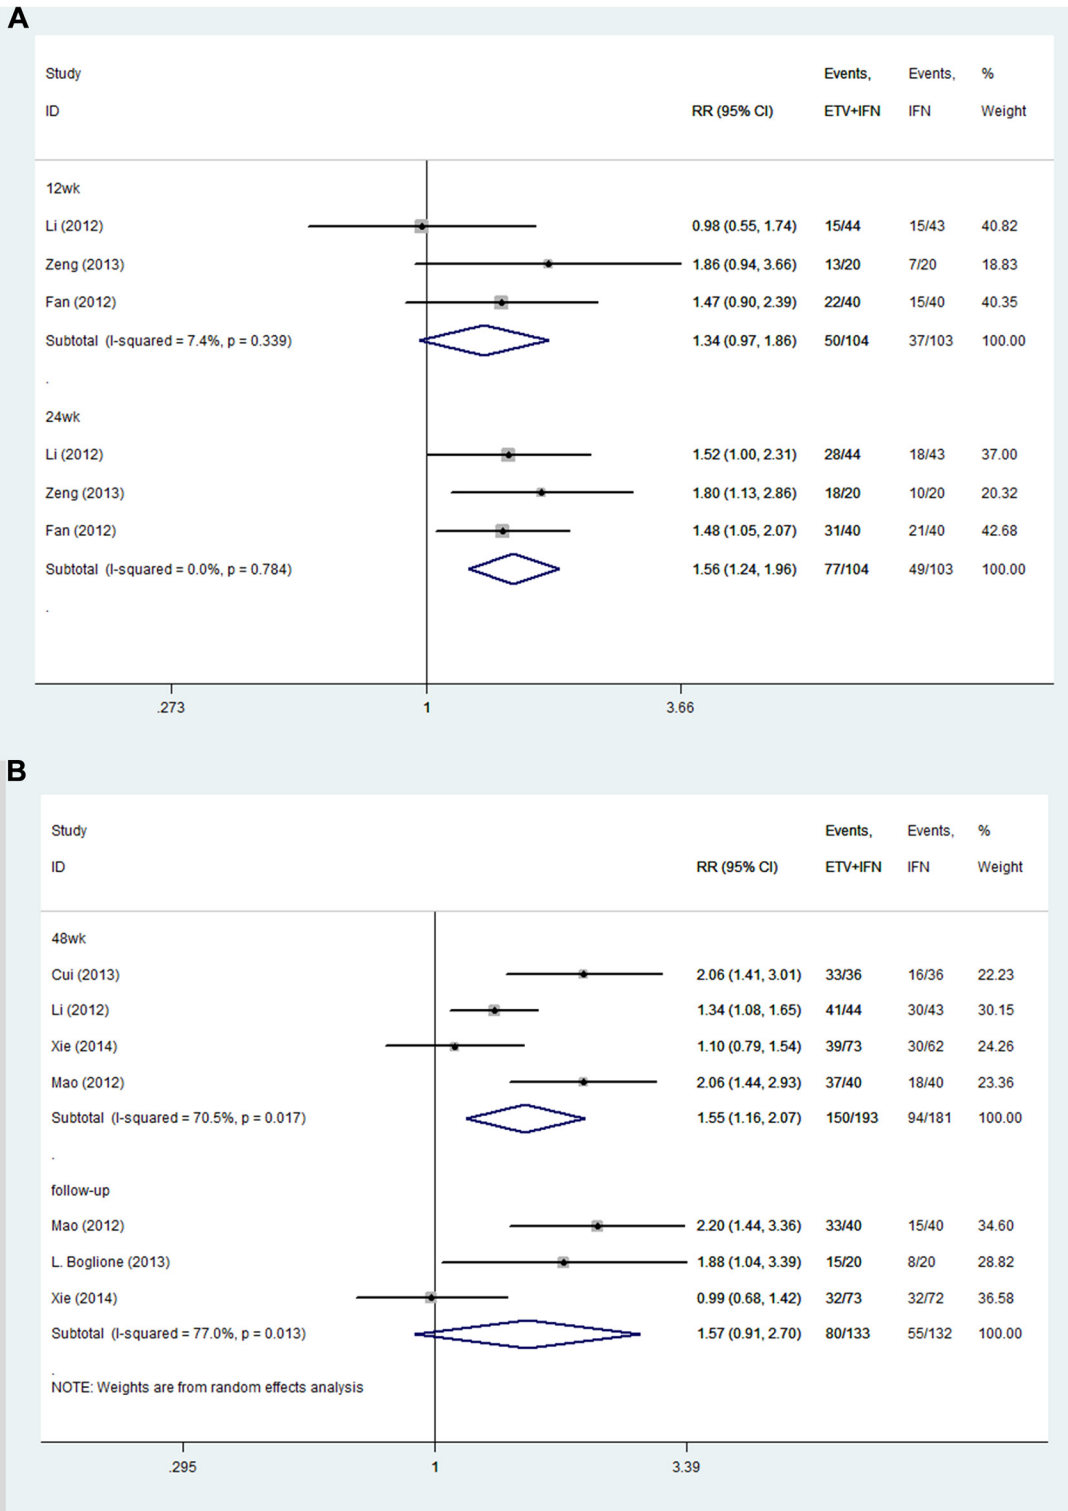 A
Study Events, Events, %
ID RR (95% CI) ETV+IFN IFN Weight
12wk
Li (2012) 0.98 (0.55, 1.74) 15/44 15/43 40.82
Zeng (2013) 1.86 (0.94, 3.66) 13/20 7/20 18.83
Fan (2012) 1.47 (0.90, 2.39) 22/40 15/40 40.35
Subtotal (I-squared = 7.4%, p = 0.339) 1.34 (0.97, 1.86) 50/104 37/103 100.00
.
24wk
Li (2012) 1.52 (1.00, 2.31) 28/44 18/43 37.00
Zeng (2013) 1.80 (1.13, 2.86) 18/20 10/20 20.32
Fan (2012) 1.48 (1.05, 2.07) 31/40 21/40 42.68
Subtotal (I-squared = 0.0%, p = 0.784) 1.56 (1.24, 1.96) 77/104 49/103 100.00
.
.273 1 3.66
B
Study Events, Events, %
ID RR (95% CI) ETV+IFN IFN Weight
48wk
Cui (2013) 2.06 (1.41, 3.01) 33/36 16/36 22.23
Li (2012) 1.34 (1.08, 1.65) 41/44 30/43 30.15
Xie (2014) 1.10 (0.79, 1.54) 39/73 30/62 24.26
Mao (2012) 2.06 (1.44, 2.93) 37/40 18/40 23.36
Subtotal (I-squared = 70.5%, p = 0.017) 1.55 (1.16, 2.07) 150/193 94/181 100.00
.
follow-up
Mao (2012) 2.20 (1.44, 3.36) 33/40 15/40 34.60
L. Boglione (2013) 1.88 (1.04, 3.39) 15/20 8/20 28.82
Xie (2014) 0.99 (0.68, 1.42) 32/73 32/72 36.58
Subtotal (I-squared = 77.0%, p = 0.013) 1.57 (0.91, 2.70) 80/133 55/132 100.00
.
NOTE: Weights are from random effects analysis
.295 1 3.39